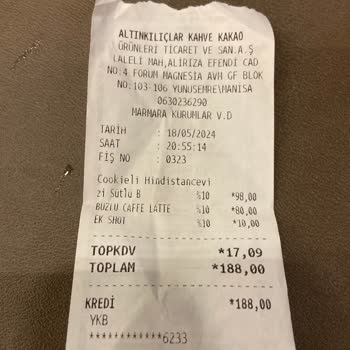 ALTINKILIÇLAR KAHVE KAKAO
ÜRÜNLERİ TİCARET VE SAN.A.Ş
LALELİ MAH,ALİRIZA EFENDİ CAD
NO:4 FORUM MAGNESIA AVM GF BLOK
NO:103-106 YUNUSEMRE\MANİSA
0630236290
MARMARA KURUMLAR V.D
TARİH : 18/05/2024
SAAT : 20:55:14
FİŞ NO : 0323
Cookieli Hindistancevi
zi Sütlü B %10 *98,00
BUZLU CAFFE LATTE %10 *80,00
EK SHOT %10 *10,00
TOPKDV *17,09
TOPLAM *188,00
KREDİ *188,00
YKB
************6233